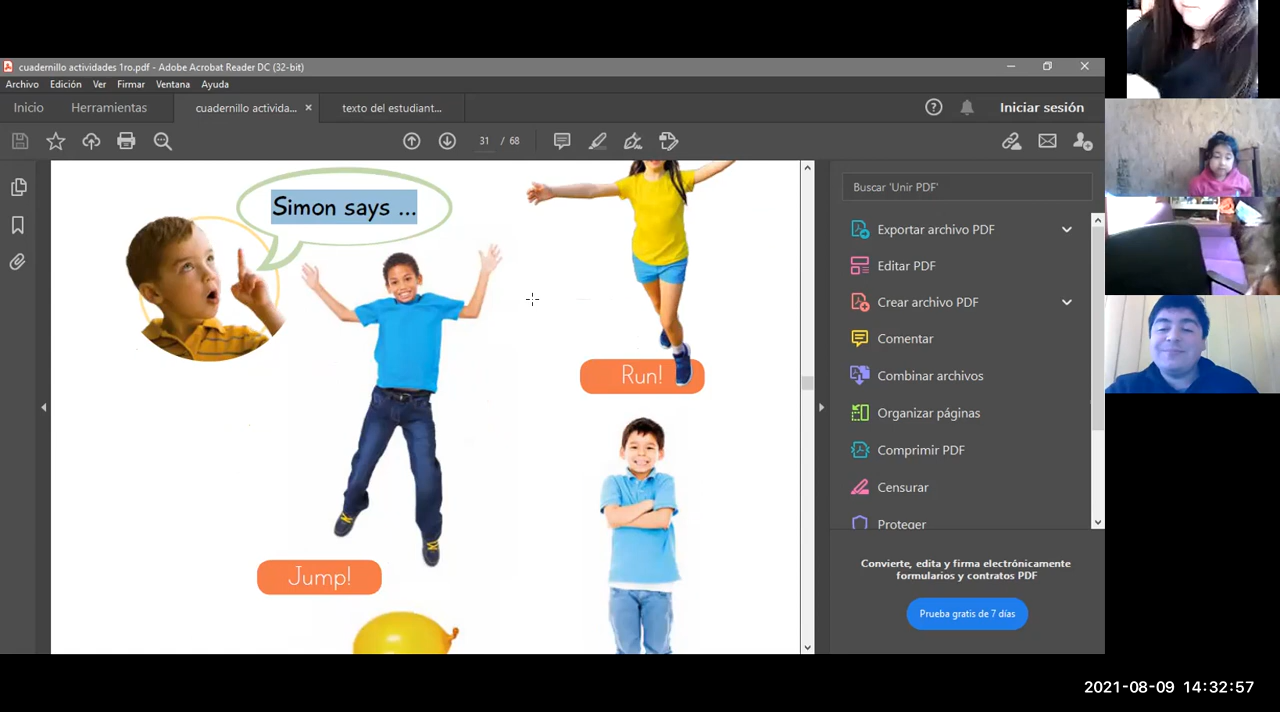 cuadernillo actividades 1ro.pdf - Adobe Acrobat Reader DC (32-bit)
Archivo Edición Ver Firmar Ventana Ayuda
Inicio Herramientas cuadernillo activida... × texto del estudiant... Iniciar sesión
31 / 68
Simon says ...
Run!
Jump!
Buscar 'Unir PDF'
Exportar archivo PDF
Editar PDF
Crear archivo PDF
Comentar
Combinar archivos
Organizar páginas
Comprimir PDF
Censurar
Proteger
Convierte, edita y firma electrónicamente
formularios y contratos PDF
Prueba gratis de 7 días
2021-08-09 14:32:57